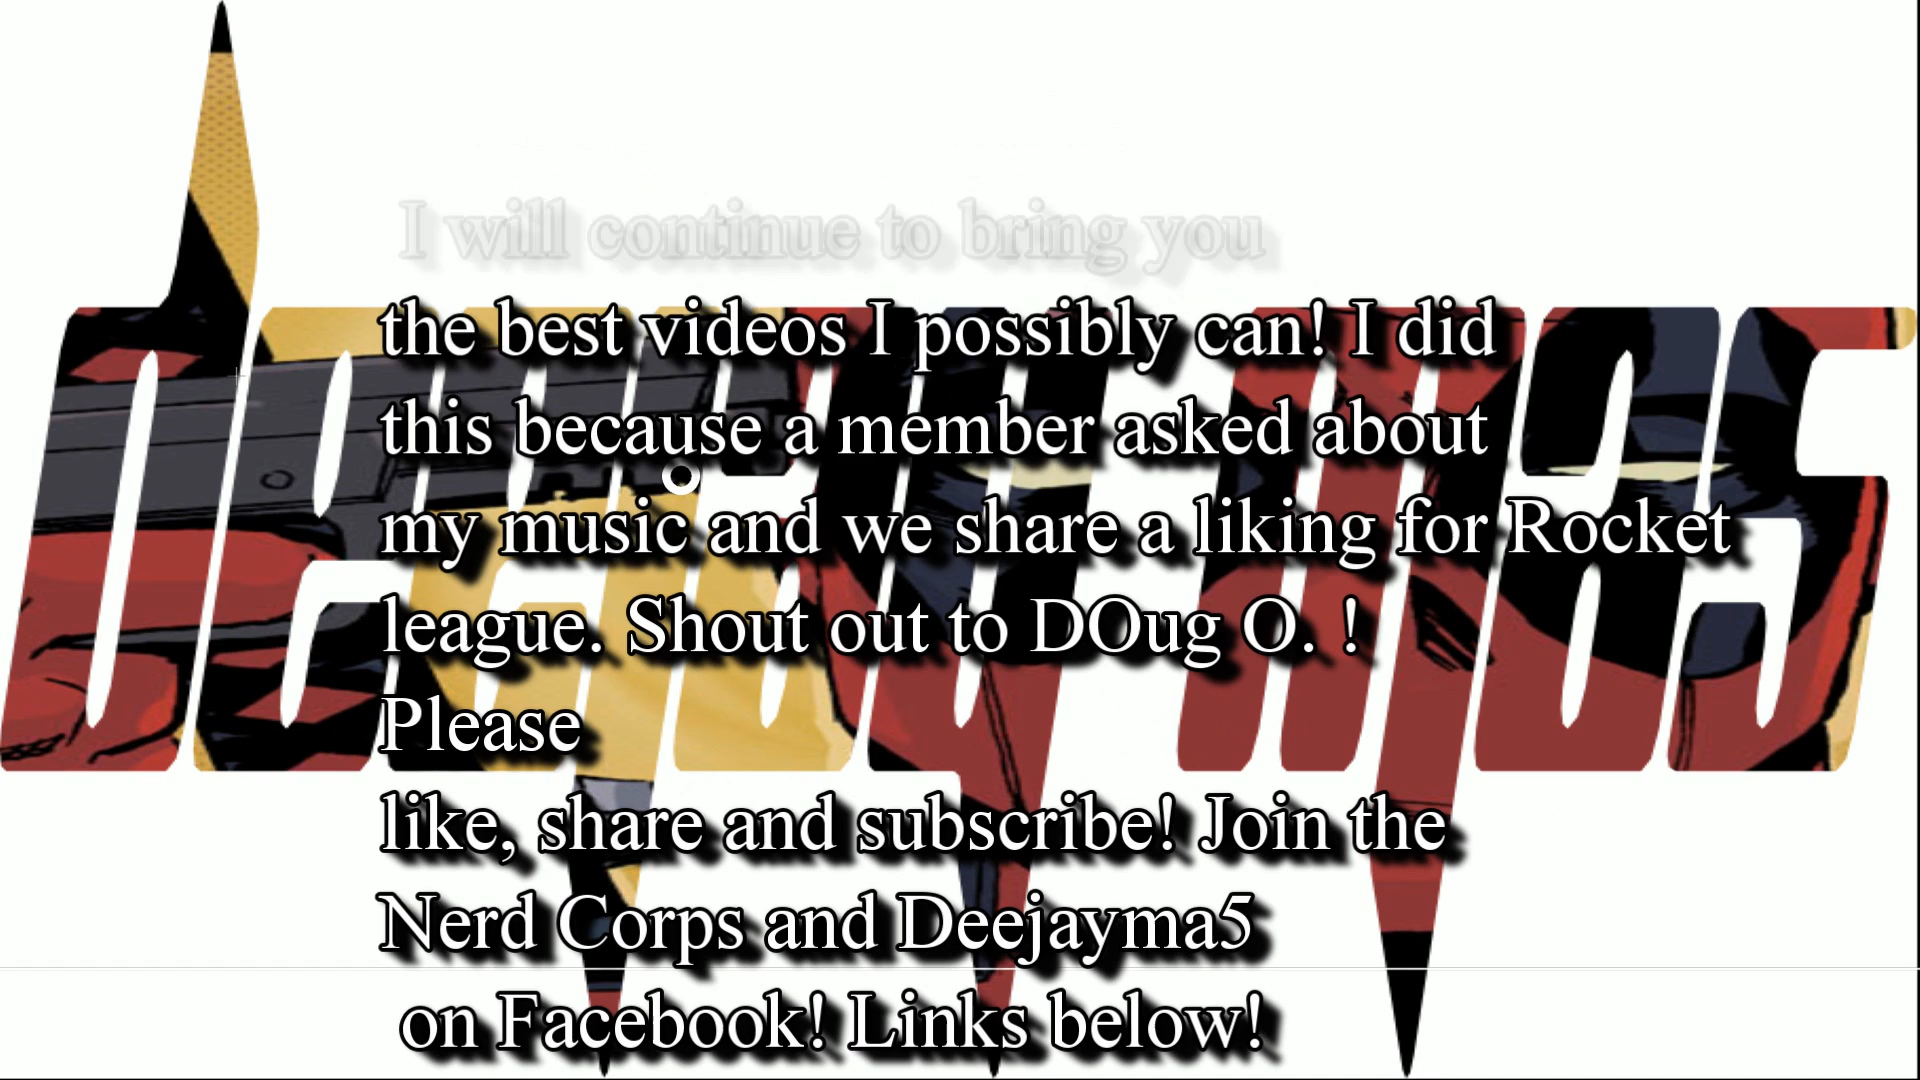 I will continue to bring you
the best videos I possibly can! I did
this because a member asked about
my music and we share a liking for Rocket
league. Shout out to DOug O. !
Please
like, share and subscribe! Join the
Nerd Corps and Deejayma5
on Facebook! Links below!